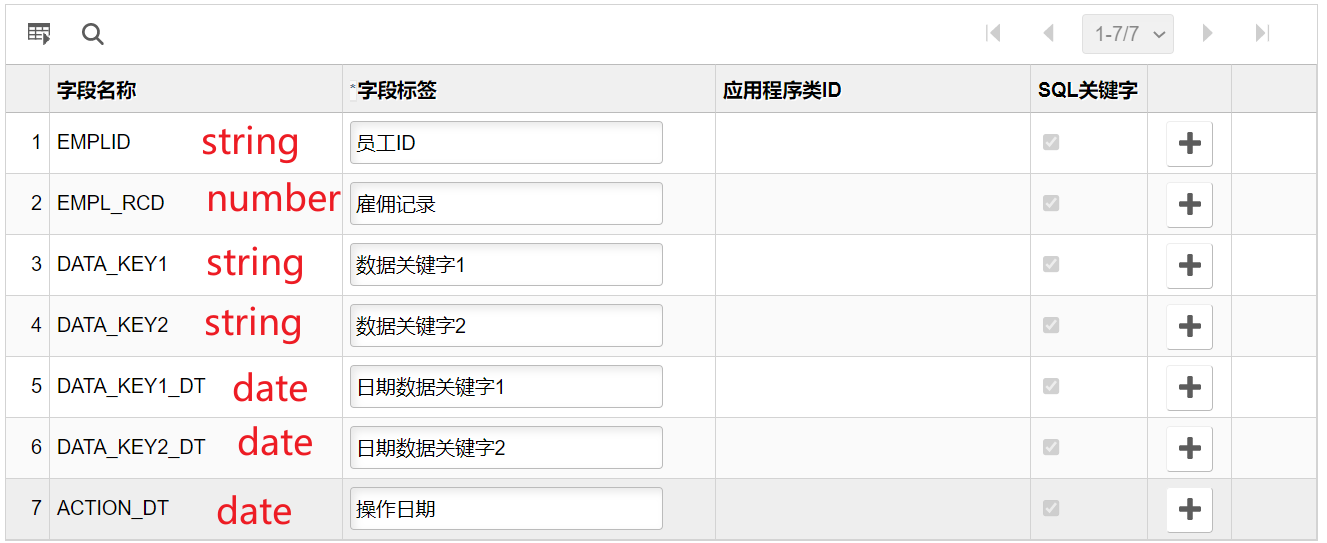 1-7/7
字段名称 *字段标签 应用程序类ID SQL关键字
1 EMPLID string 员工ID
2 EMPL_RCD number 雇佣记录
3 DATA_KEY1 string 数据关键字1
4 DATA_KEY2 string 数据关键字2
5 DATA_KEY1_DT date 日期数据关键字1
6 DATA_KEY2_DT date 日期数据关键字2
7 ACTION_DT date 操作日期